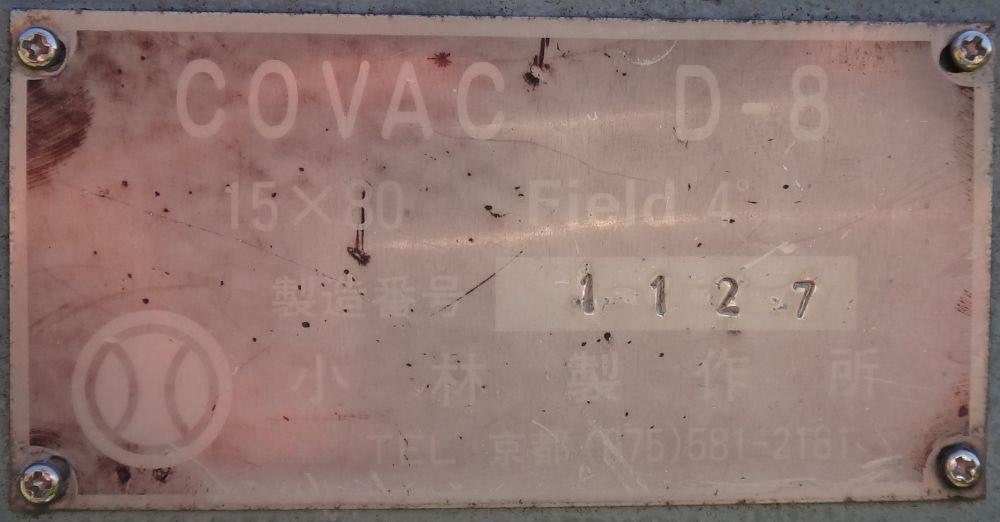 COVAC D-8
15×80 Field 4°
製造番号 1127
小林製作所
TEL 京都(075)581-2181